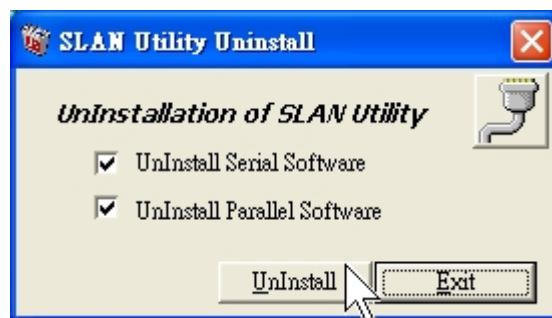 SLAN Utility Uninstall
UnInstallation of SLAN Utility
UnInstall Serial Software
UnInstall Parallel Software
UnInstall Exit